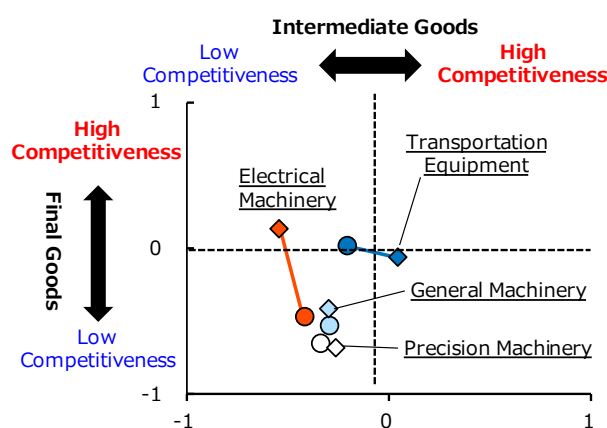 Intermediate Goods
Low
Competitiveness
High
Competitiveness
1
High
Competitiveness
Transportation
Equipment
Electrical
Machinery
Final Goods
0
General Machinery
Low
Competitiveness
Precision Machinery
-1
-1
0
1